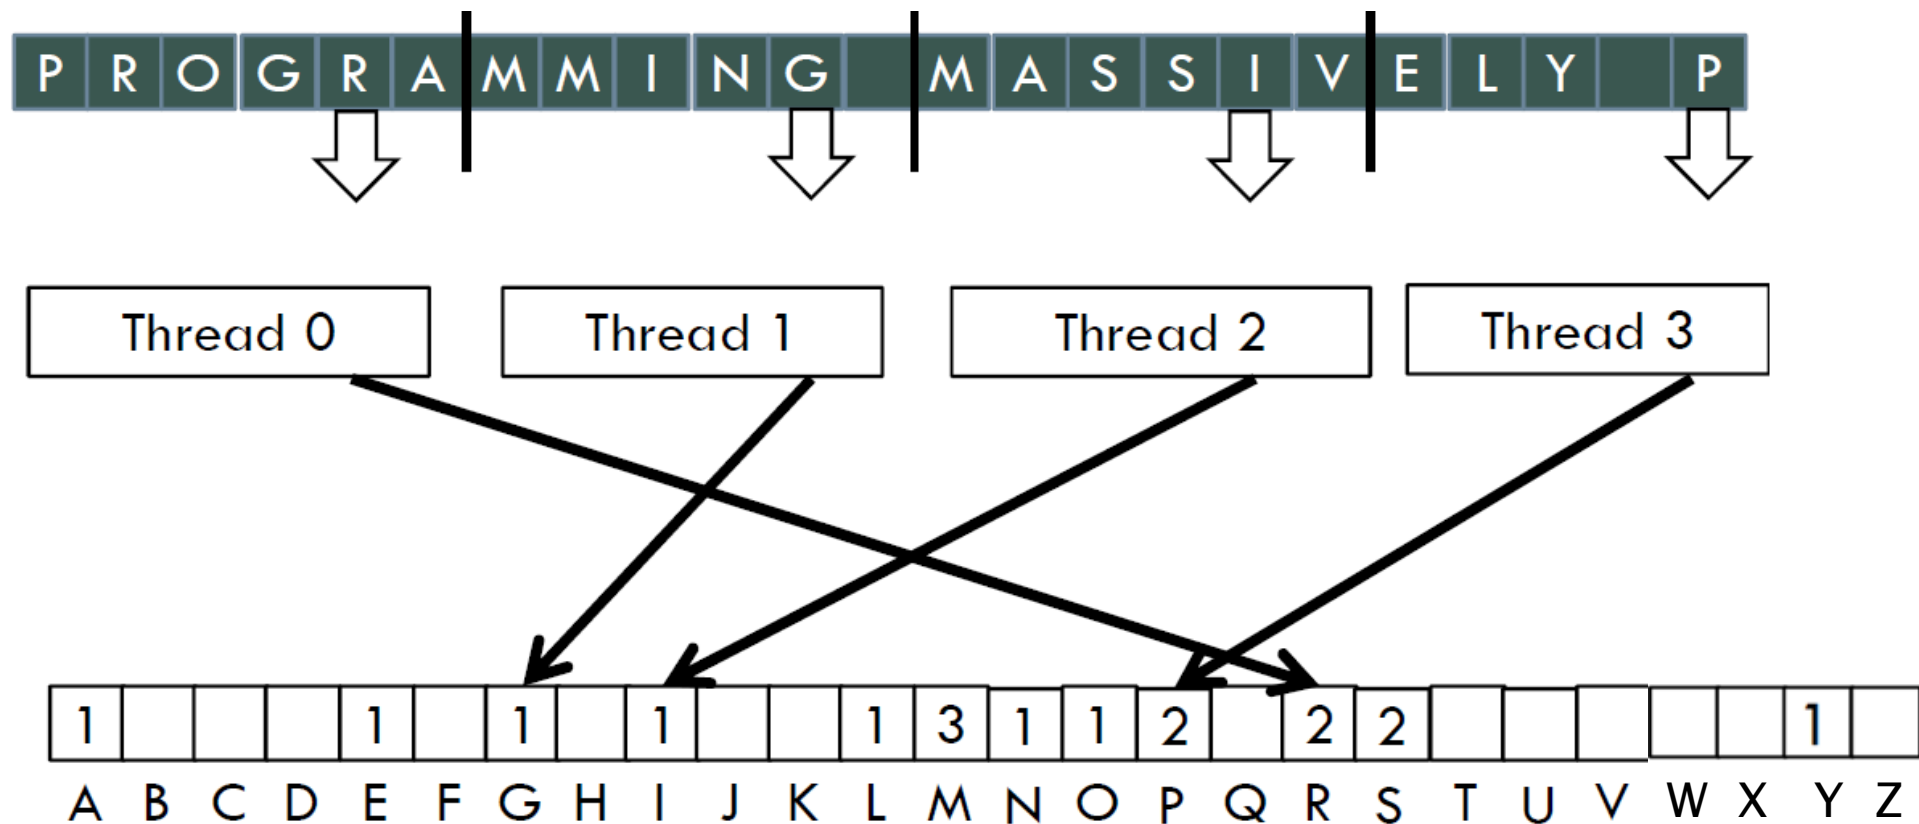 P R O G R A M M I N G M A S S I V E L Y P
Thread 0 Thread 1 Thread 2 Thread 3
1 1 1 1 1 3 1 1 2 2 2 1
A B C D E F G H I J K L M N O P Q R S T U V W X Y Z